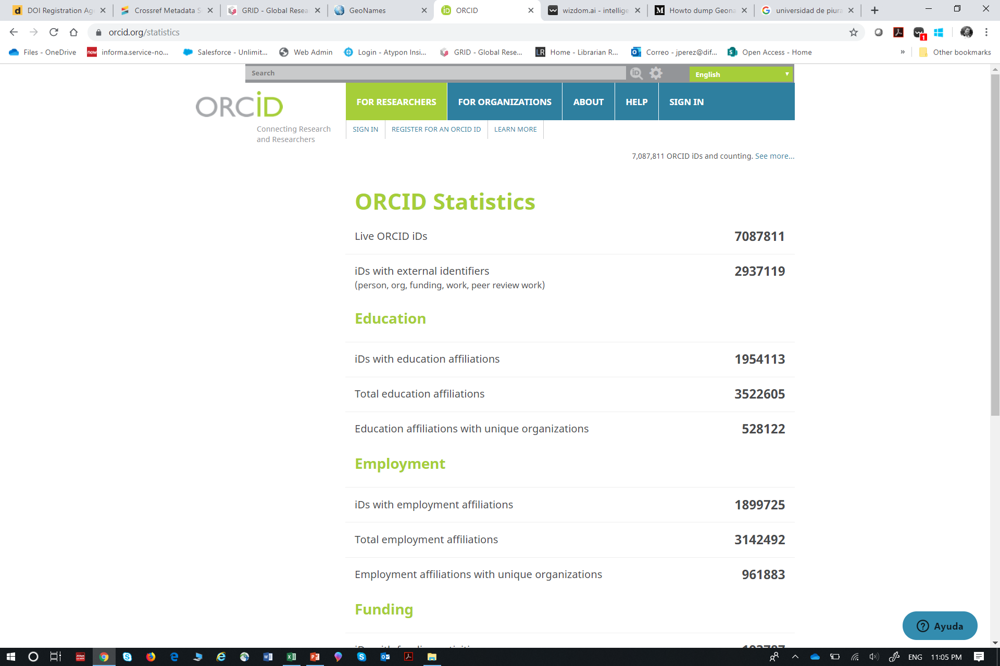 DOI Registration Ag
Crossref Metadata S
GRID - Global Resea
GeoNames
ORCID
wizdom.ai - intellige
Howto dump Geona
universidad de piura
orcid.org/statistics
1
Files - OneDrive
informa.service-no...
Salesforce - Unlimit...
Web Admin
Login - Atypon Insi...
GRID - Global Rese...
Home - Librarian R...
Correo - jperez@dif...
Open Access - Home
»
Other bookmarks
Search
English
ORCID
Connecting Research
and Researchers
FOR RESEARCHERS
FOR ORGANIZATIONS
ABOUT
HELP
SIGN IN
SIGN IN
REGISTER FOR AN ORCID ID
LEARN MORE
7,087,811 ORCID iDs and counting. See more...
ORCID Statistics
Live ORCID iDs 7087811
iDs with external identifiers 2937119
(person, org, funding, work, peer review work)
Education
iDs with education affiliations 1954113
Total education affiliations 3522605
Education affiliations with unique organizations 528122
Employment
iDs with employment affiliations 1899725
Total employment affiliations 3142492
Employment affiliations with unique organizations 961883
Funding
Ayuda
ENG
11:05 PM